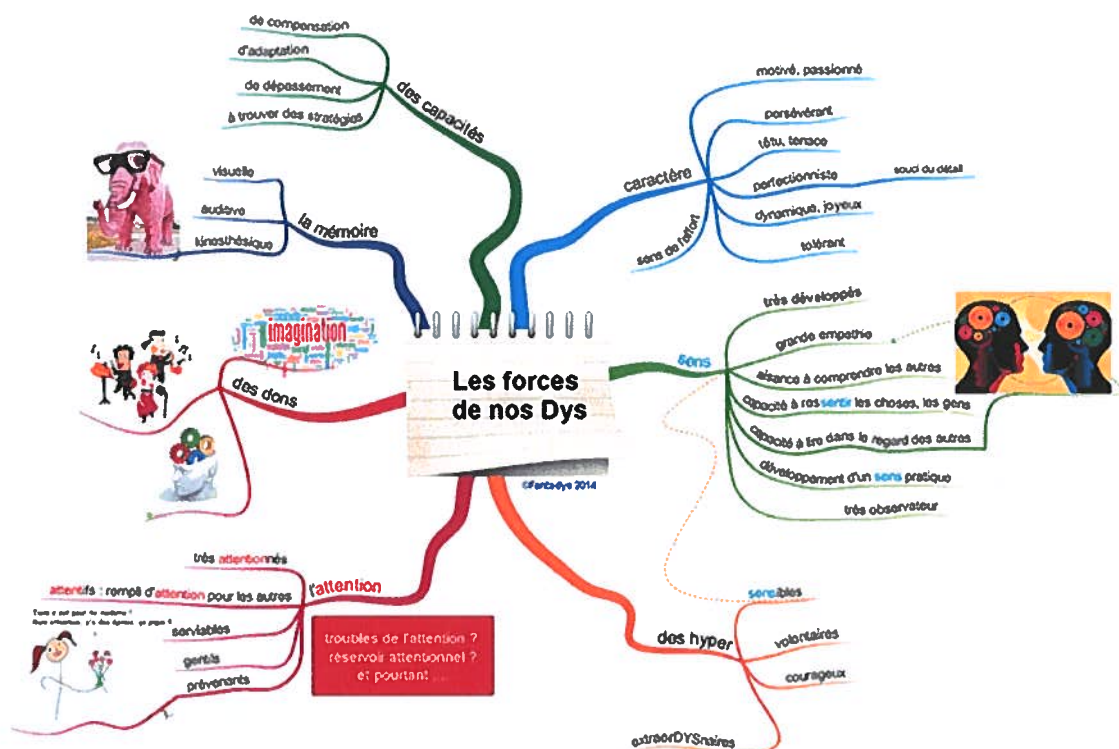 Les forces
de nos Dys
©Fantadys 2014
des capacités
de compensation
d'adaptation
de dépassement
à trouver des stratégies
la mémoire
visuelle
auditive
kinesthésique
des dons
imagination
l'attention
très attentionnés
attentifs : rempli d'attention pour les autres
serviables
gentils
prévenants
troubles de l'attention ?
réservoir attentionnel ?
et pourtant ...
caractère
motivé, passionné
persévérant
têtu, tenace
perfectionniste
souci du détail
dynamique, joyeux
tolérant
sens de l'effort
sens
très développés
grande empathie
aisance à comprendre les autres
capacité à ressentir les choses, les gens
capacité à lire dans le regard des autres
développement d'un sens pratique
très observateur
des hyper
sensibles
volontaires
courageux
extraorDYSnaires